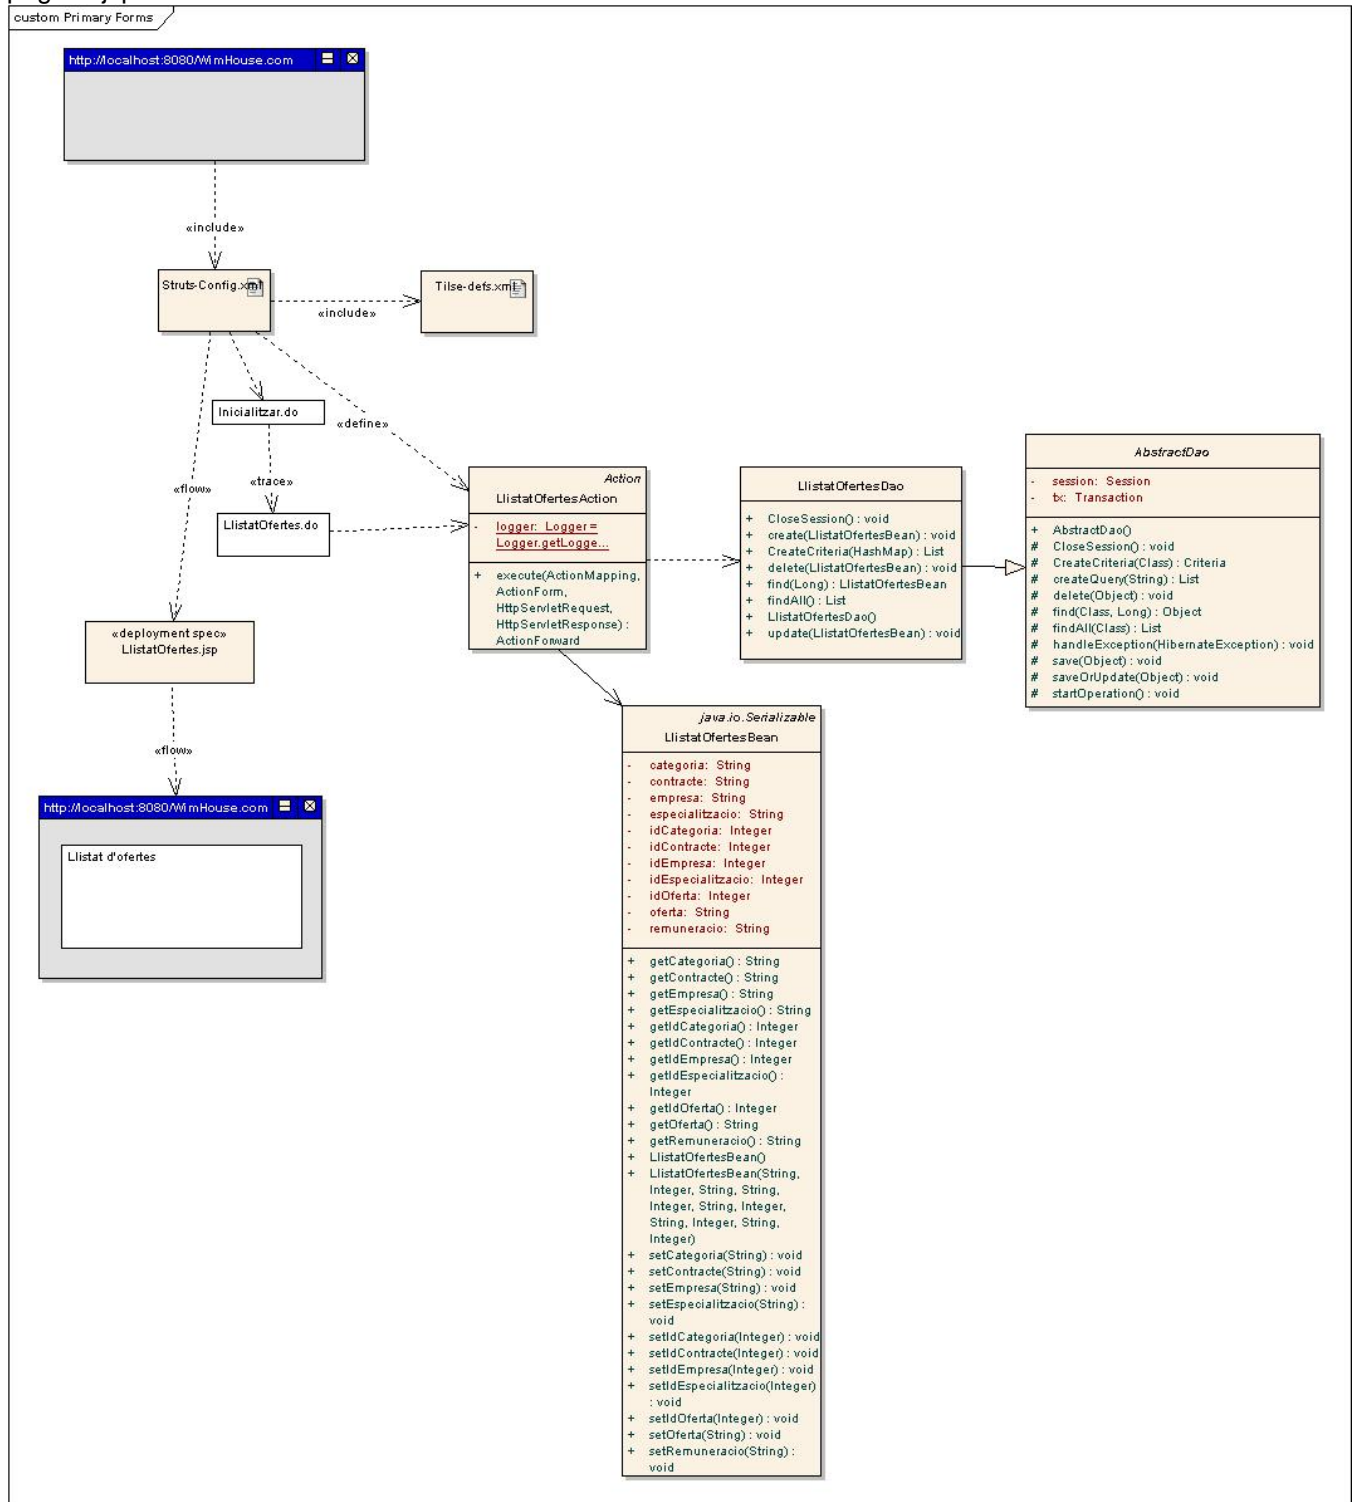 custom Primary Forms
http://localhost:8080/WimHouse.com
«include»
Struts-Config.xml
Tilse-defs.xml
«include»
Inicialitzar.do
«define»
«flow»
«trace»
LlistatOfertes.do
«deployment spec»
LlistatOfertes.jsp
«flow»
http://localhost:8080/WimHouse.com
Llistat d'ofertes
Action
LlistatOfertesAction
- logger: Logger =
Logger.getLogge...
+ execute(ActionMapping,
ActionForm,
HttpServletRequest,
HttpServletResponse) :
ActionForward
LlistatOfertesDao
+ CloseSession() : void
+ create(LlistatOfertesBean) : void
+ CreateCriteria(HashMap) : List
+ delete(LlistatOfertesBean) : void
+ find(Long) : LlistatOfertesBean
+ findAll() : List
+ LlistatOfertesDao()
+ update(LlistatOfertesBean) : void
AbstractDao
- session: Session
- tx: Transaction
+ AbstractDao()
# CloseSession() : void
# CreateCriteria(Class) : Criteria
# createQuery(String) : List
# delete(Object) : void
# find(Class, Long) : Object
# findAll(Class) : List
# handleException(HibernateException) : void
# save(Object) : void
# saveOrUpdate(Object) : void
# startOperation() : void
java.io.Serializable
LlistatOfertesBean
- categoria: String
- contracte: String
- empresa: String
- especialitzacio: String
- idCategoria: Integer
- idContracte: Integer
- idEmpresa: Integer
- idEspecialitzacio: Integer
- idOferta: Integer
- oferta: String
- remuneracio: String
+ getCategoria() : String
+ getContracte() : String
+ getEmpresa() : String
+ getEspecialitzacio() : String
+ getIdCategoria() : Integer
+ getIdContracte() : Integer
+ getIdEmpresa() : Integer
+ getIdEspecialitzacio() :
Integer
+ getIdOferta() : Integer
+ getOferta() : String
+ getRemuneracio() : String
+ LlistatOfertesBean()
+ LlistatOfertesBean(String,
Integer, String, String,
Integer, String, Integer,
String, Integer, String,
Integer)
+ setCategoria(String) : void
+ setContracte(String) : void
+ setEmpresa(String) : void
+ setEspecialitzacio(String) :
void
+ setIdCategoria(Integer) : void
+ setIdContracte(Integer) : void
+ setIdEmpresa(Integer) : void
+ setIdEspecialitzacio(Integer)
: void
+ setIdOferta(Integer) : void
+ setOferta(String) : void
+ setRemuneracio(String) :
void